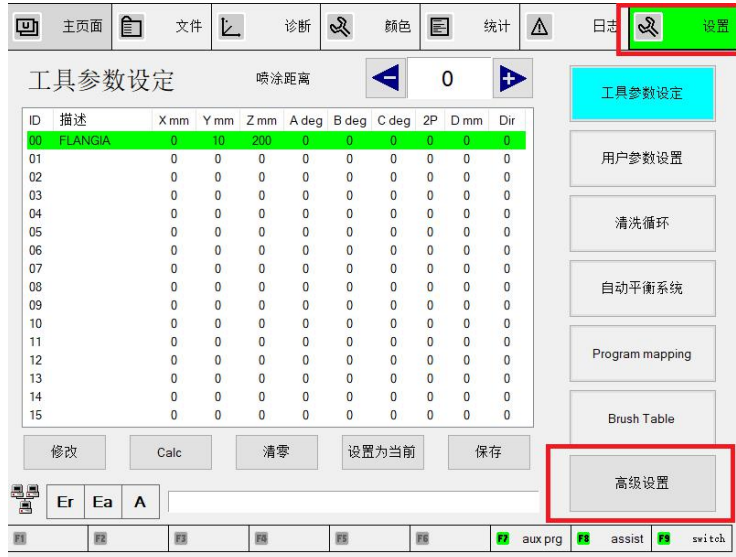 主页面 文件 诊断 颜色 统计 日志 设置
工具参数设定 喷涂距离 0
ID 描述 X mm Y mm Z mm A deg B deg C deg 2P D mm Dir
00 FLANGIA 0 10 200 0 0 0 0 0 0
01 0 0 0 0 0 0 0 0 0
02 0 0 0 0 0 0 0 0 0
03 0 0 0 0 0 0 0 0 0
04 0 0 0 0 0 0 0 0 0
05 0 0 0 0 0 0 0 0 0
06 0 0 0 0 0 0 0 0 0
07 0 0 0 0 0 0 0 0 0
08 0 0 0 0 0 0 0 0 0
09 0 0 0 0 0 0 0 0 0
10 0 0 0 0 0 0 0 0 0
11 0 0 0 0 0 0 0 0 0
12 0 0 0 0 0 0 0 0 0
13 0 0 0 0 0 0 0 0 0
14 0 0 0 0 0 0 0 0 0
15 0 0 0 0 0 0 0 0 0
修改 Calc 清零 设置为当前 保存
工具参数设定
用户参数设置
清洗循环
自动平衡系统
Program mapping
Brush Table
高级设置
Er Ea A
F1 F2 F3 F4 F5 F6 F7 aux prg F8 assist F9 switch